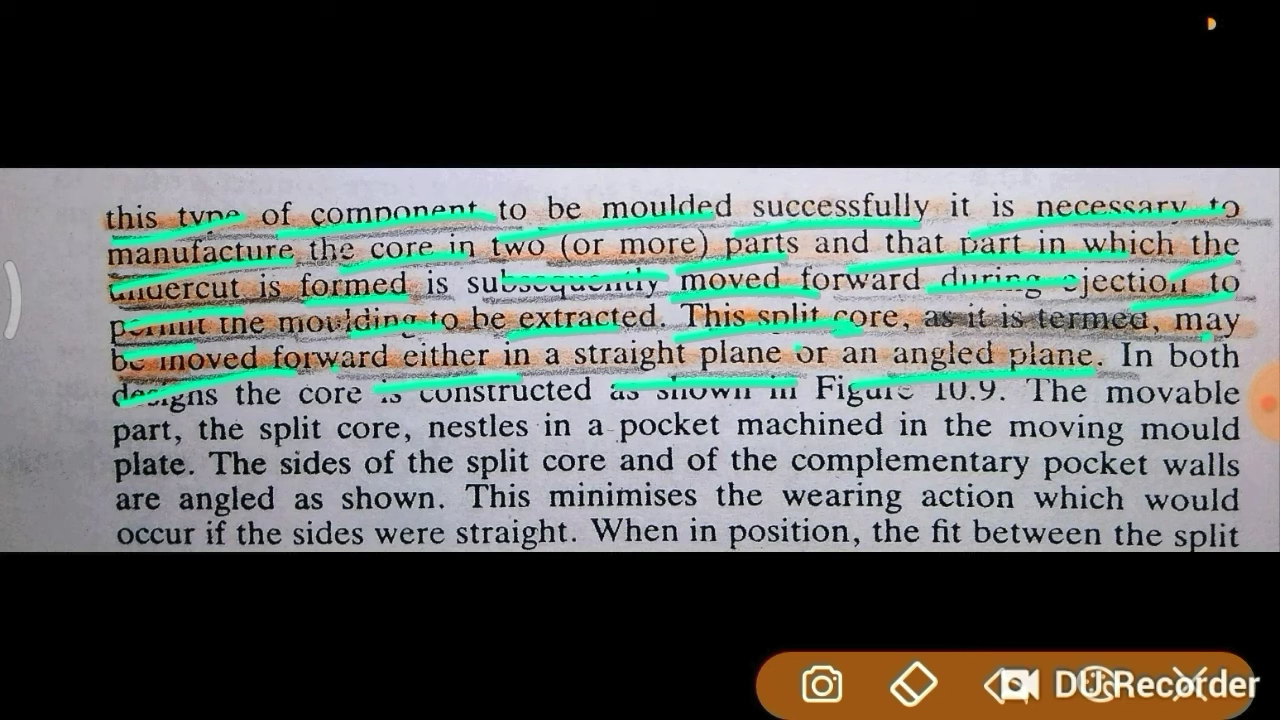 this type of component to be moulded successfully it is necessary to
manufacture the core in two (or more) parts and that part in which the
undercut is formed is subsequently moved forward during ejection to
permit the moulding to be extracted. This split core, as it is termed, may
be moved forward either in a straight plane or an angled plane. In both
designs the core is constructed as shown in Figure 10.9. The movable
part, the split core, nestles in a pocket machined in the moving mould
plate. The sides of the split core and of the complementary pocket walls
are angled as shown. This minimises the wearing action which would
occur if the sides were straight. When in position, the fit between the split
DU Recorder